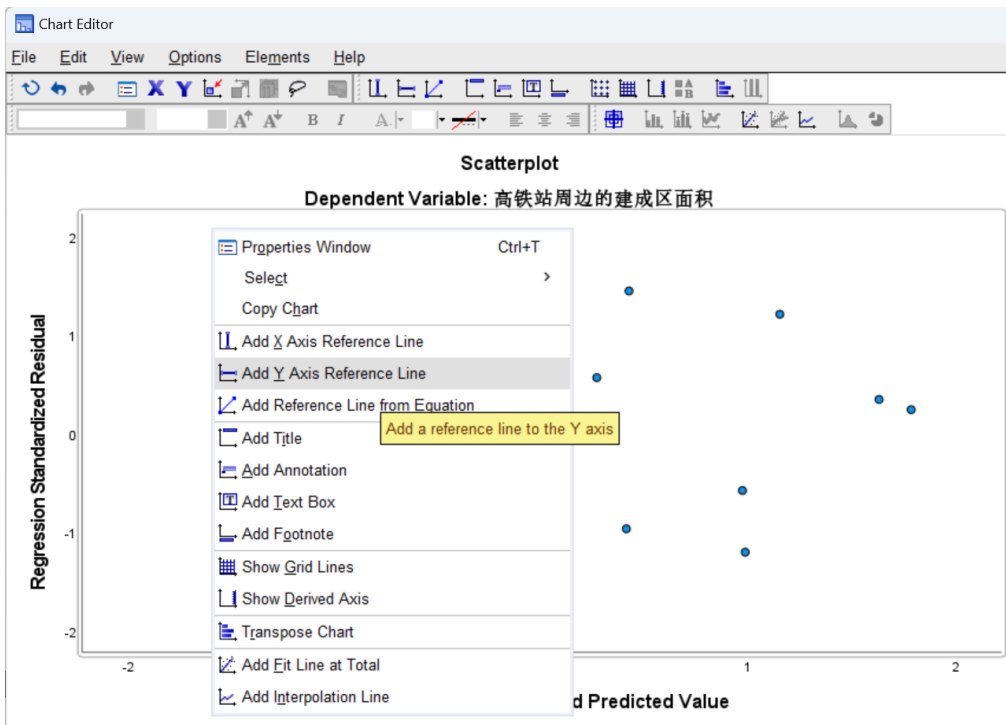 Chart Editor
File Edit View Options Elements Help
Scatterplot
Dependent Variable: 高铁站周边的建成区面积
Regression Standardized Residual
2
1
0
-1
-2
Properties Window Ctrl+T
Select
Copy Chart
Add X Axis Reference Line
Add Y Axis Reference Line
Add Reference Line from Equation
Add a reference line to the Y axis
Add Title
Add Annotation
Add Text Box
Add Footnote
Show Grid Lines
Show Derived Axis
Transpose Chart
Add Fit Line at Total
Add Interpolation Line
-2 1 2
d Predicted Value